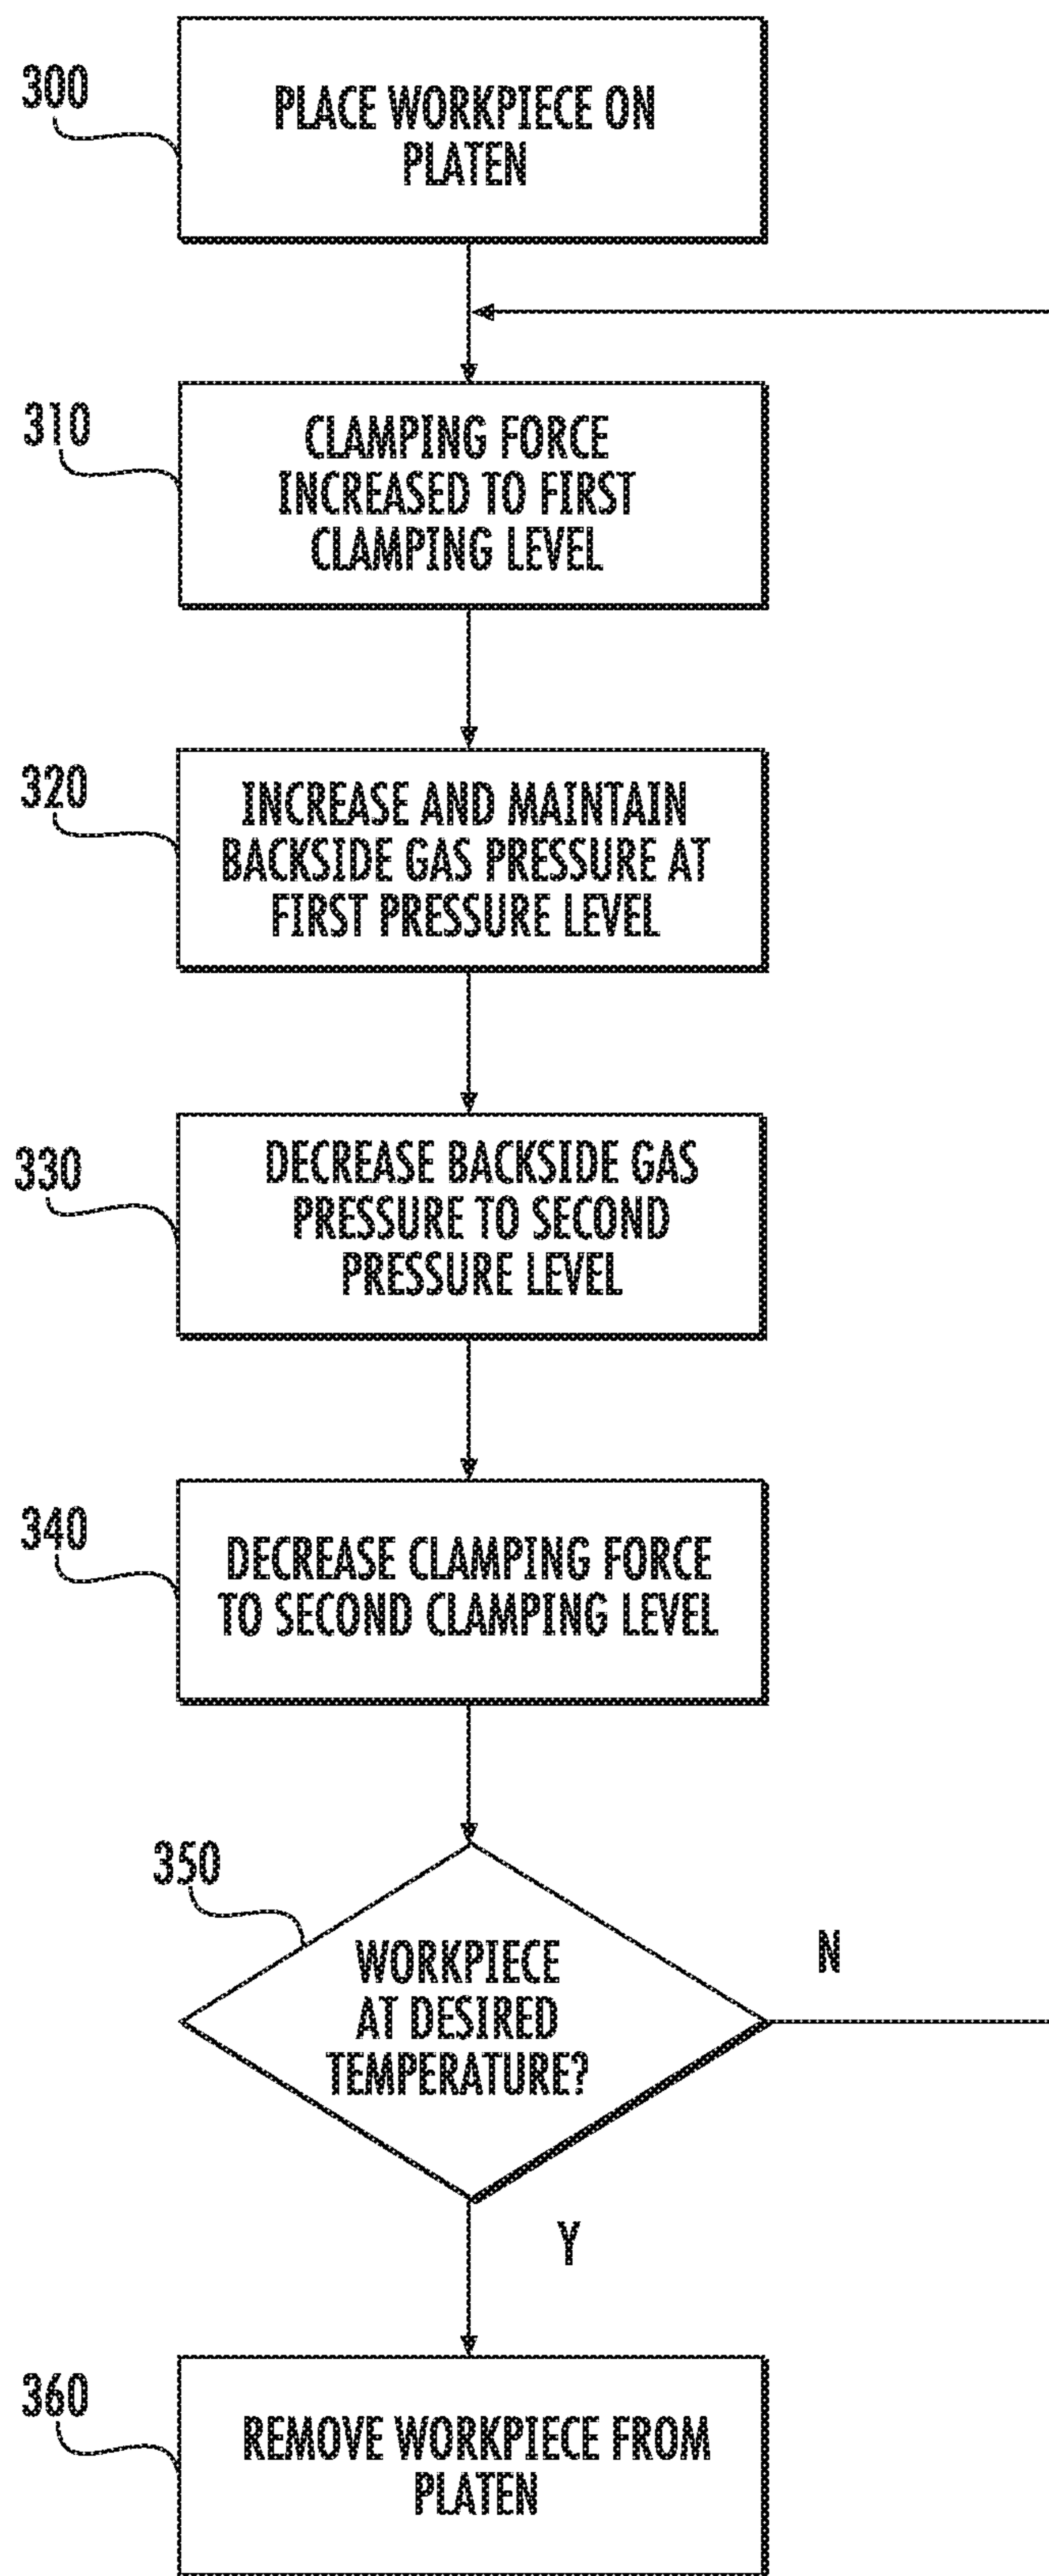 300
PLACE WORKPIECE ON
PLATEN
310
CLAMPING FORCE
INCREASED TO FIRST
CLAMPING LEVEL
320
INCREASE AND MAINTAIN
BACKSIDE GAS PRESSURE AT
FIRST PRESSURE LEVEL
330
DECREASE BACKSIDE GAS
PRESSURE TO SECOND
PRESSURE LEVEL
340
DECREASE CLAMPING FORCE
TO SECOND CLAMPING LEVEL
350
WORKPIECE
AT DESIRED
TEMPERATURE?
N
Y
360
REMOVE WORKPIECE FROM
PLATEN